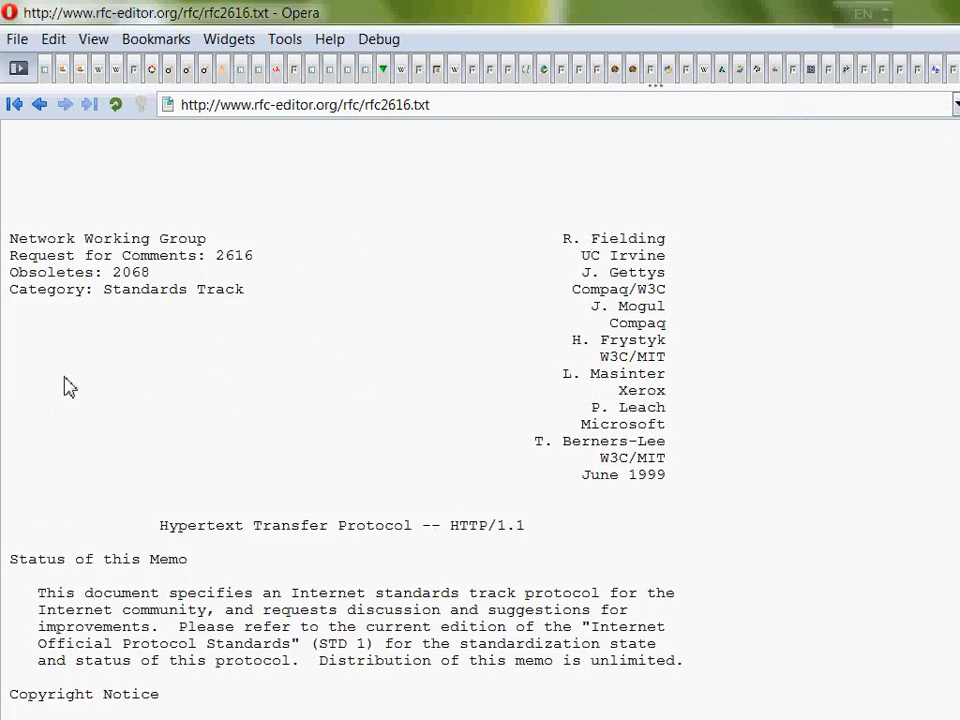 http://www.rfc-editor.org/rfc/rfc2616.txt - Opera
EN
File Edit View Bookmarks Widgets Tools Help Debug
http://www.rfc-editor.org/rfc/rfc2616.txt
Network Working Group R. Fielding
Request for Comments: 2616 UC Irvine
Obsoletes: 2068 J. Gettys
Category: Standards Track Compaq/W3C
J. Mogul
Compaq
H. Frystyk
W3C/MIT
L. Masinter
Xerox
P. Leach
Microsoft
T. Berners-Lee
W3C/MIT
June 1999
Hypertext Transfer Protocol -- HTTP/1.1
Status of this Memo
This document specifies an Internet standards track protocol for the
Internet community, and requests discussion and suggestions for
improvements. Please refer to the current edition of the "Internet
Official Protocol Standards" (STD 1) for the standardization state
and status of this protocol. Distribution of this memo is unlimited.
Copyright Notice